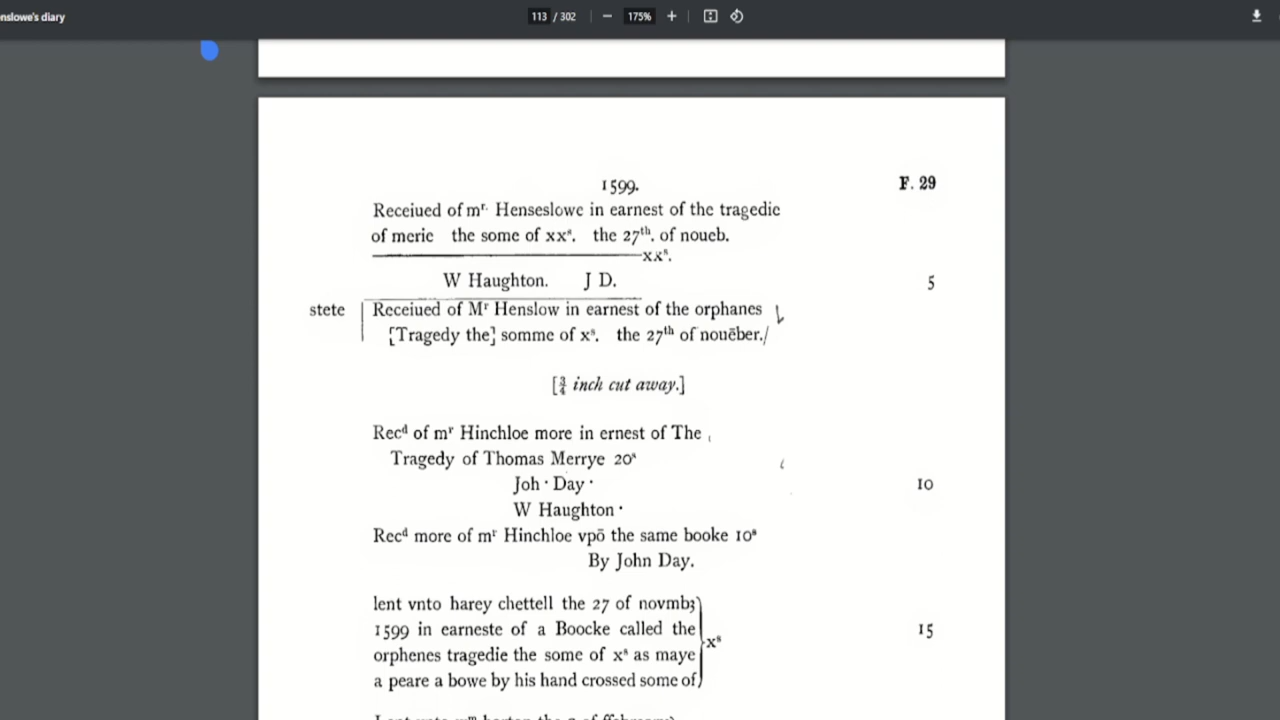 nslowe's diary
113 / 302
175%
1599.
F. 29
Receiued of mʳ· Henseslowe in earnest of the tragedie
of merie the some of xxˢ. the 27ᵗʰ. of noueb.
xxˢ.
W Haughton. J D.
5
stete
Receiued of Mʳ Henslow in earnest of the orphanes
[Tragedy the] somme of xˢ. the 27ᵗʰ of nouēber./
[¾ inch cut away.]
Recᵈ of mʳ Hinchloe more in ernest of The
Tragedy of Thomas Merrye 20ˢ
Joh · Day ·
10
W Haughton ·
Recᵈ more of mʳ Hinchloe vpō the same booke 10ˢ
By John Day.
lent vnto harey chettell the 27 of novmbʒ
1599 in earneste of a Boocke called the
15
orphenes tragedie the some of xˢ as maye
xˢ
a peare a bowe by his hand crossed some of